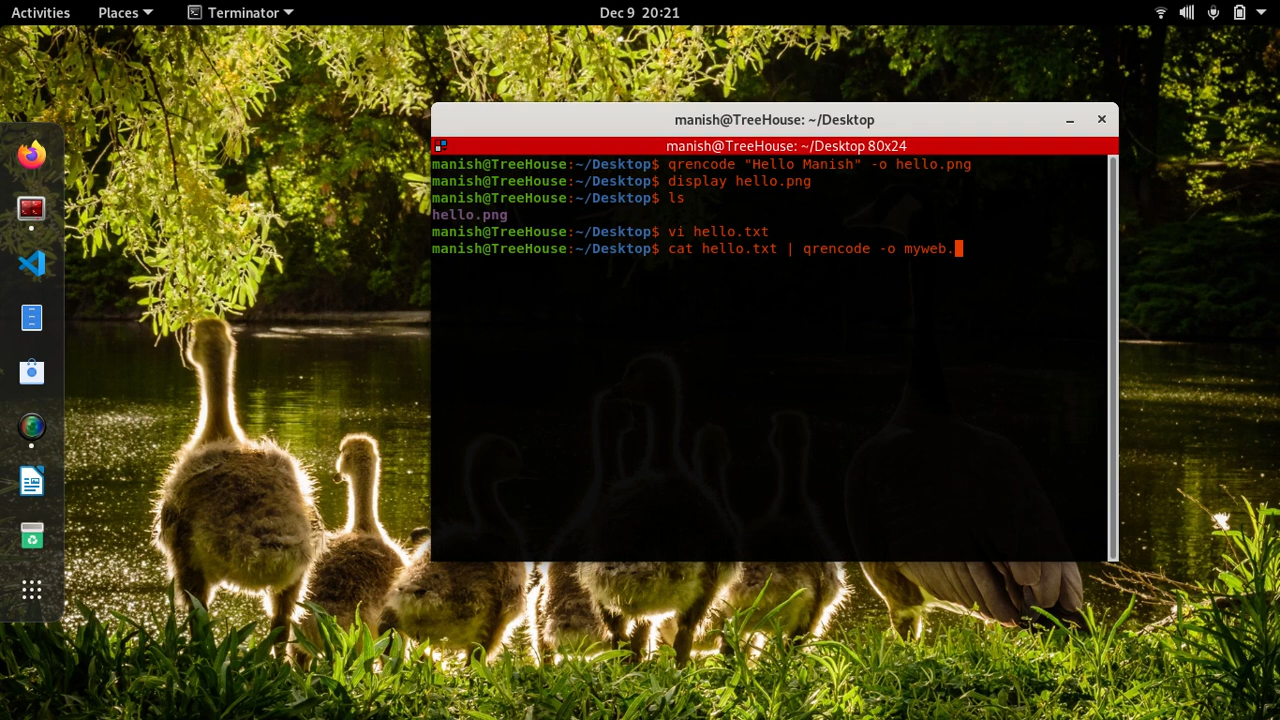 Activities Places Terminator Dec 9 20:21
manish@TreeHouse: ~/Desktop
manish@TreeHouse: ~/Desktop 80x24
manish@TreeHouse:~/Desktop$ qrencode "Hello Manish" -o hello.png
manish@TreeHouse:~/Desktop$ display hello.png
manish@TreeHouse:~/Desktop$ ls
hello.png
manish@TreeHouse:~/Desktop$ vi hello.txt
manish@TreeHouse:~/Desktop$ cat hello.txt | qrencode -o myweb.